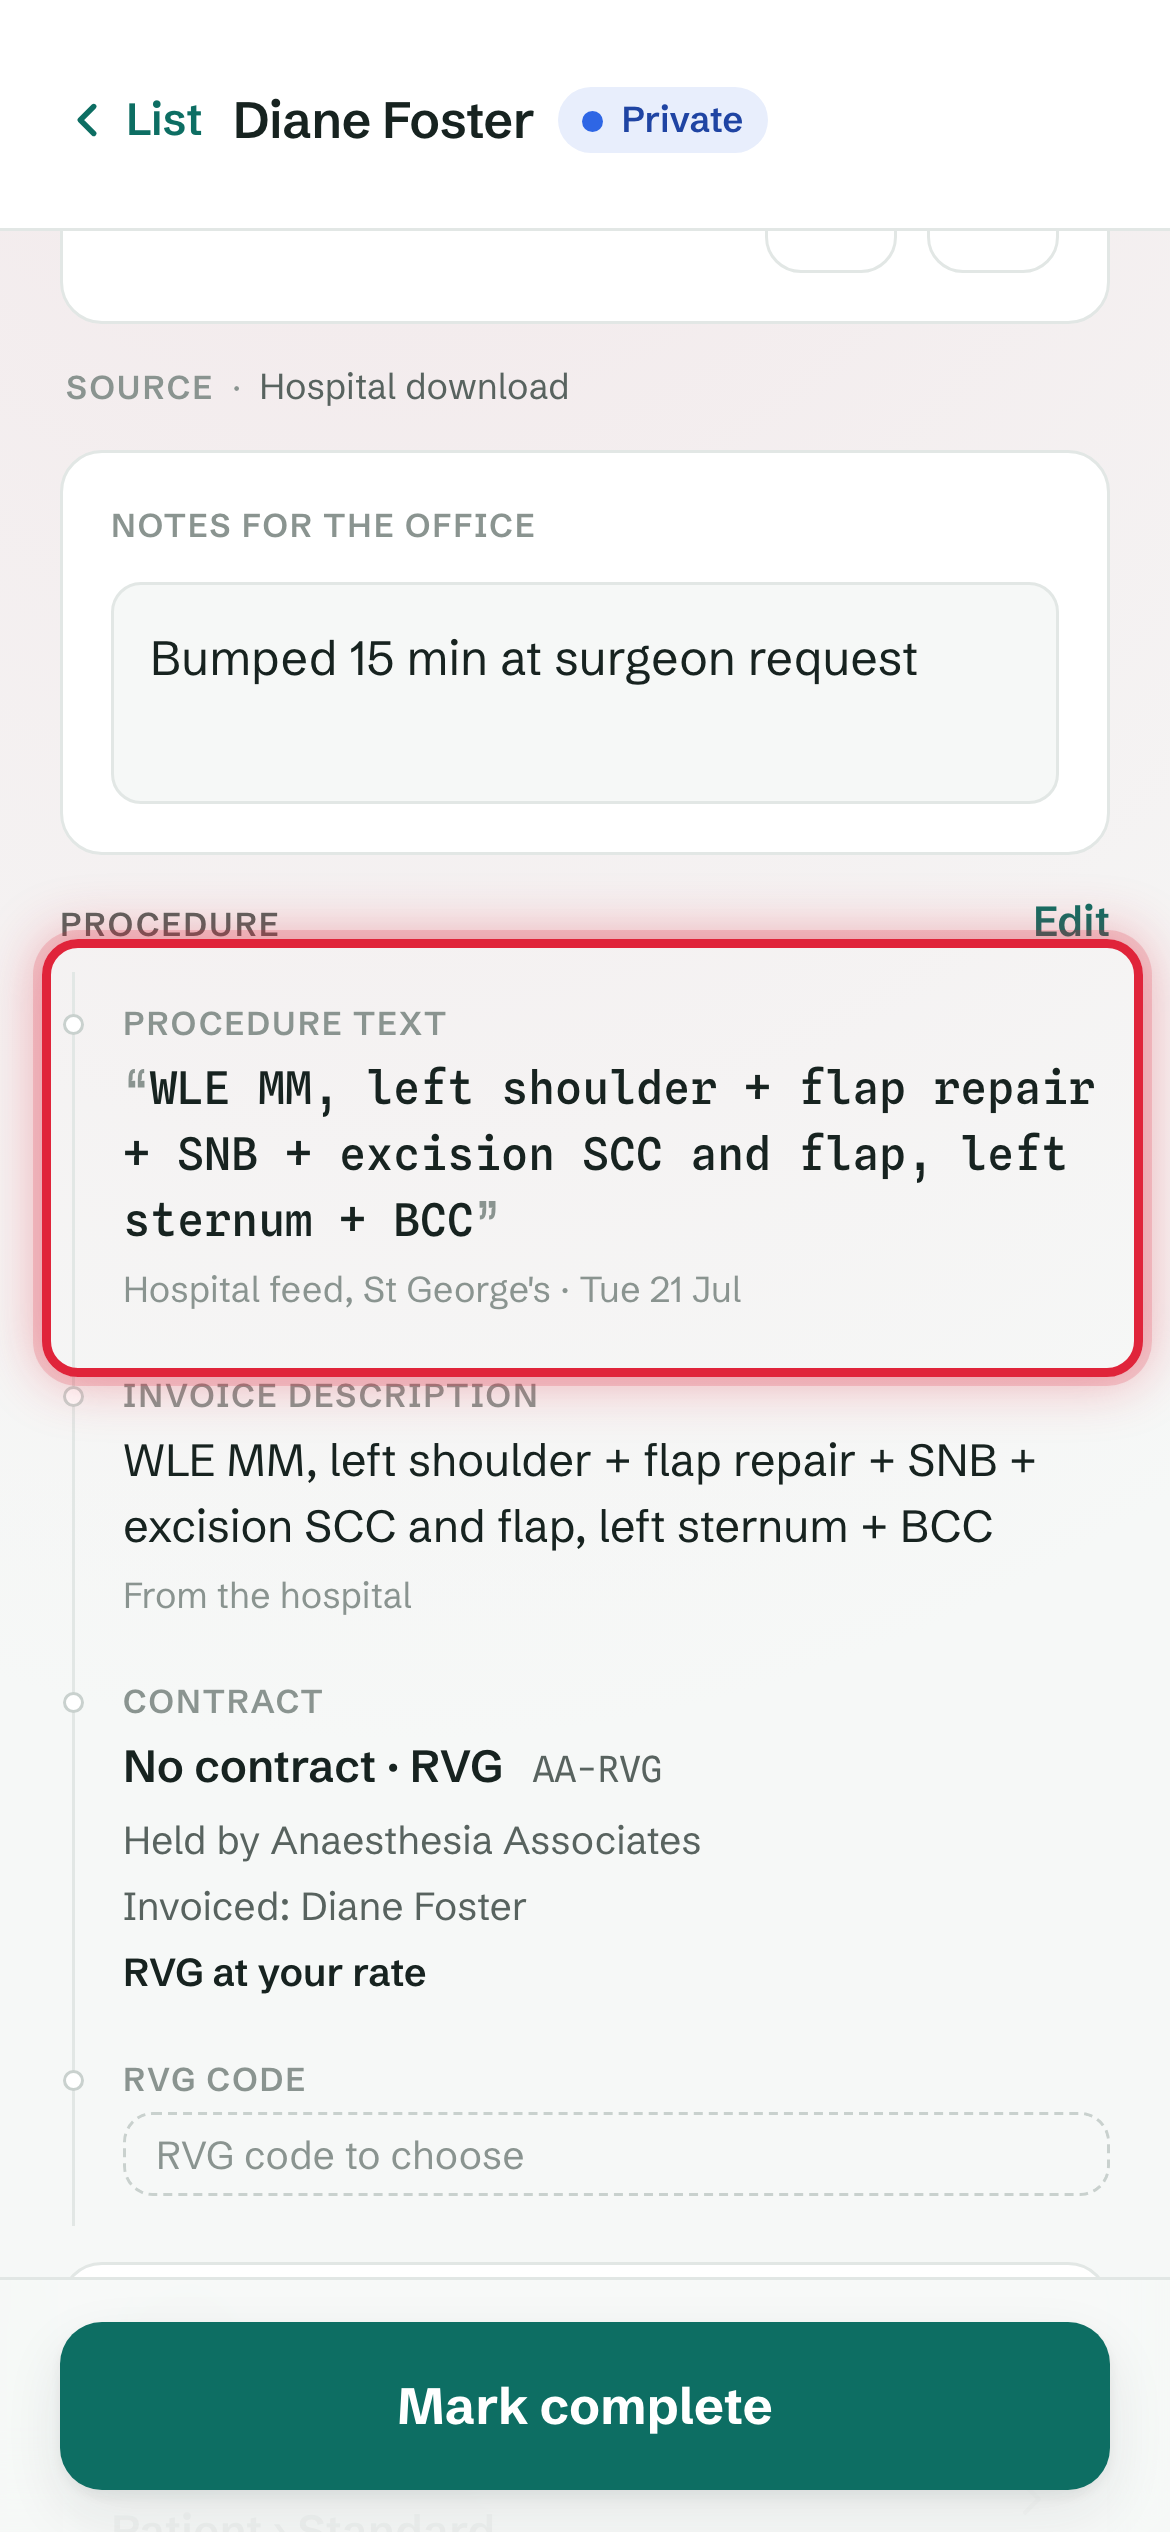 List Diane Foster Private
SOURCE · Hospital download
NOTES FOR THE OFFICE
Bumped 15 min at surgeon request
PROCEDURE Edit
PROCEDURE TEXT
“WLE MM, left shoulder + flap repair
+ SNB + excision SCC and flap, left
sternum + BCC”
Hospital feed, St George's · Tue 21 Jul
INVOICE DESCRIPTION
WLE MM, left shoulder + flap repair + SNB +
excision SCC and flap, left sternum + BCC
From the hospital
CONTRACT
No contract · RVG AA-RVG
Held by Anaesthesia Associates
Invoiced: Diane Foster
RVG at your rate
RVG CODE
RVG code to choose
Mark complete
Patient › Standard